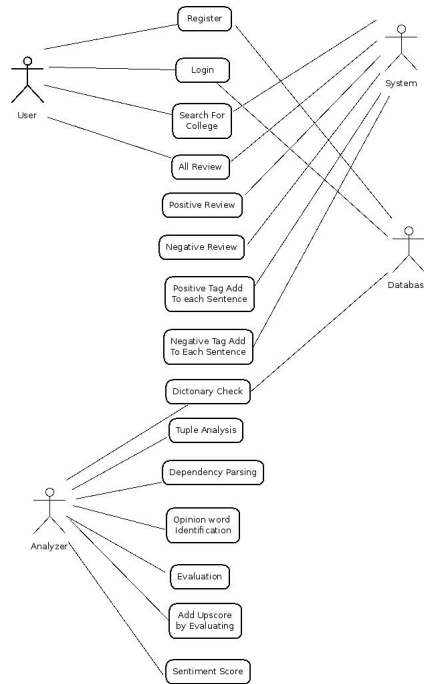 Register
Login
User
System
Search For
College
All Review
Positive Review
Negative Review
Database
Positive Tag Add
To each Sentence
Negative Tag Add
To Each Sentence
Dictonary Check
Tuple Analysis
Dependency Parsing
Analyzer
Opinion word
Identification
Evaluation
Add Upscore
by Evaluating
Sentiment Score